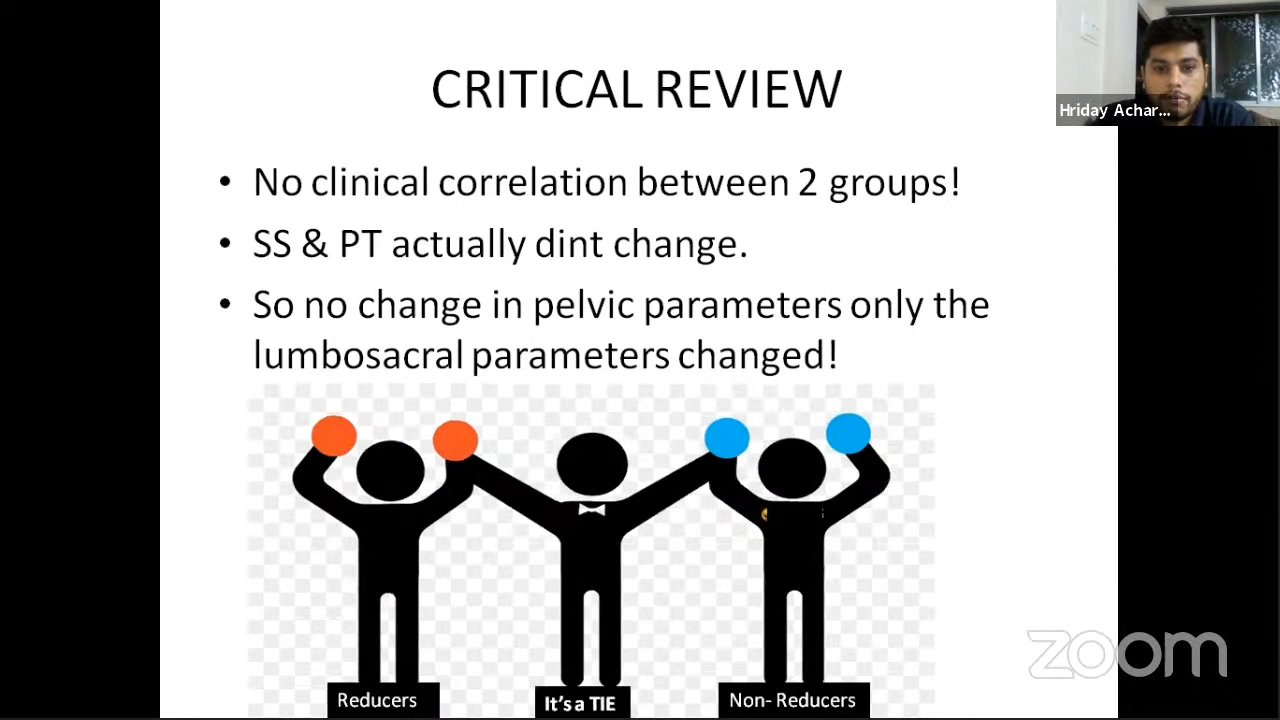 CRITICAL REVIEW
Hriday Achar...
• No clinical correlation between 2 groups!
• SS & PT actually dint change.
• So no change in pelvic parameters only the
lumbosacral parameters changed!
zoom
Reducers
It's a TIE
Non- Reducers